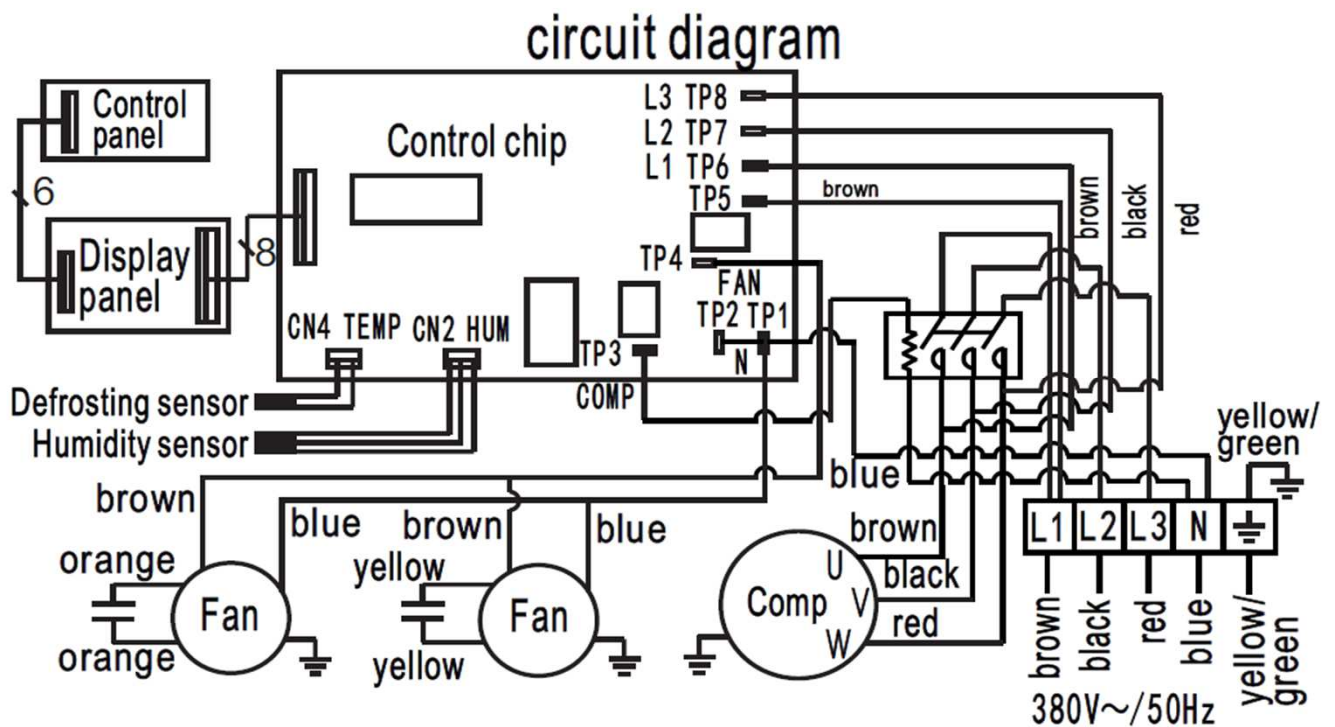 circuit diagram
Control
panel
6
Display
panel
8
Control chip
L3 TP8
L2 TP7
L1 TP6
TP5
brown
brown
black
red
TP4
FAN
TP2 TP1
N
TP3
COMP
CN4 TEMP
CN2 HUM
Defrosting sensor
Humidity sensor
brown
blue
brown
blue
blue
orange
orange
Fan
yellow
yellow
Fan
Comp
U
V
W
brown
black
red
yellow/
green
L1
L2
L3
N
brown
black
red
blue
yellow/
green
380V~/50Hz